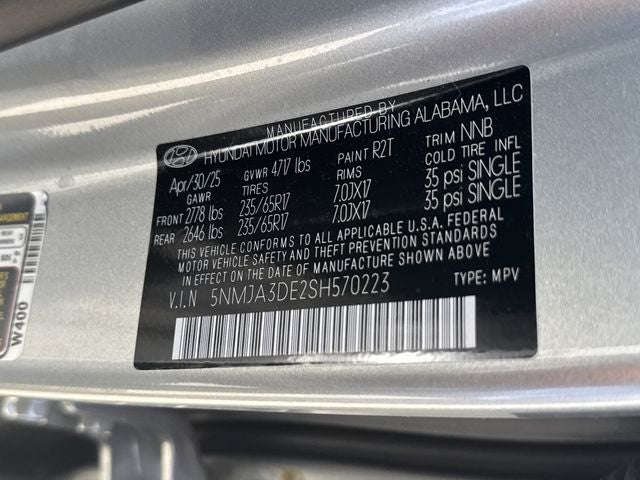 MANUFACTURED BY
HYUNDAI MOTOR MANUFACTURING ALABAMA, LLC
Apr/30/25 GVWR 4717 lbs PAINT R2T TRIM NNB
GAWR TIRES RIMS COLD TIRE INFL
FRONT 2778 lbs 235/65R17 7.0JX17 35 psi SINGLE
REAR 2646 lbs 235/65R17 7.0JX17 35 psi SINGLE
THIS VEHICLE CONFORMS TO ALL APPLICABLE U.S.A. FEDERAL
MOTOR VEHICLE SAFETY AND THEFT PREVENTION STANDARDS
IN EFFECT ON THE DATE OF MANUFACTURE SHOWN ABOVE
V.I.N 5NMJA3DE2SH570223 TYPE: MPV
W400